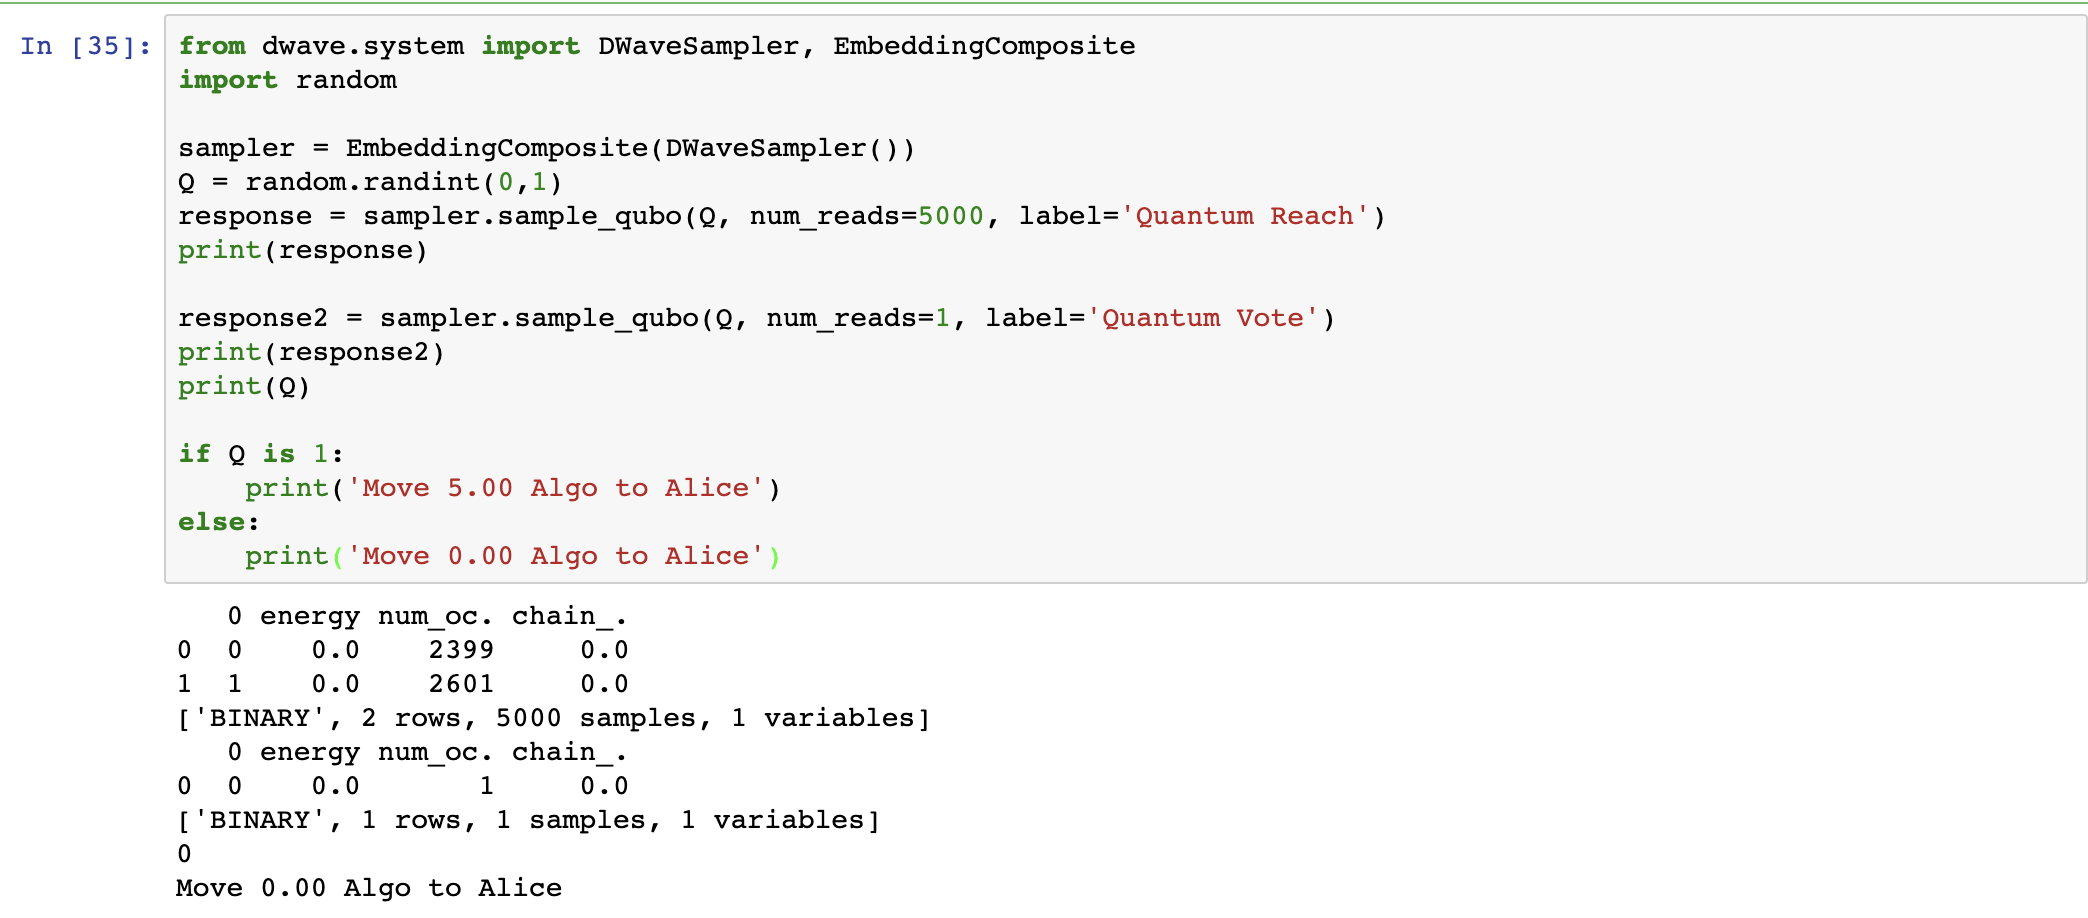 In [35]:
from dwave.system import DWaveSampler, EmbeddingComposite
import random
sampler = EmbeddingComposite(DWaveSampler())
Q = random.randint(0,1)
response = sampler.sample_qubo(Q, num_reads=5000, label='Quantum Reach')
print(response)
response2 = sampler.sample_qubo(Q, num_reads=1, label='Quantum Vote')
print(response2)
print(Q)
if Q is 1:
    print('Move 5.00 Algo to Alice')
else:
    print('Move 0.00 Algo to Alice')
   0 energy num_oc. chain_.
0  0    0.0    2399     0.0
1  1    0.0    2601     0.0
['BINARY', 2 rows, 5000 samples, 1 variables]
   0 energy num_oc. chain_.
0  0    0.0       1     0.0
['BINARY', 1 rows, 1 samples, 1 variables]
0
Move 0.00 Algo to Alice